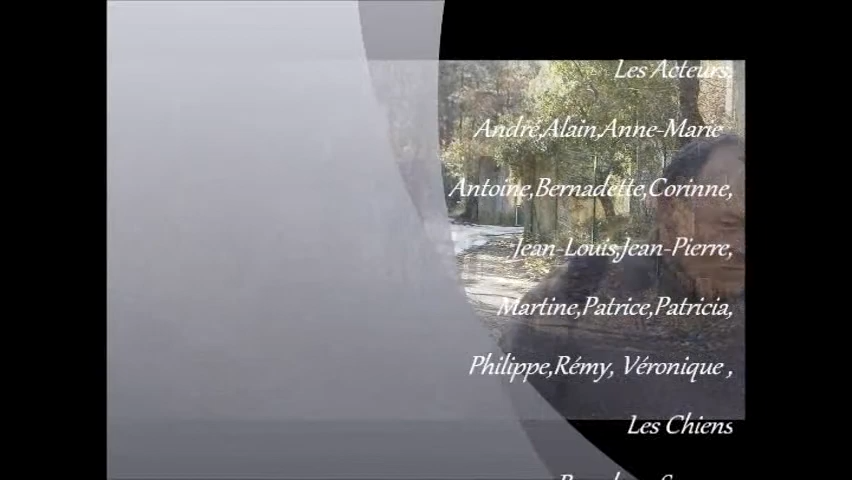 Les Acteurs,
André,Alain,Anne-Marie
Antoine,Bernadette,Corinne,
Jean-Louis,Jean-Pierre,
Martine,Patrice,Patricia,
Philippe,Rémy, Véronique ,
Les Chiens